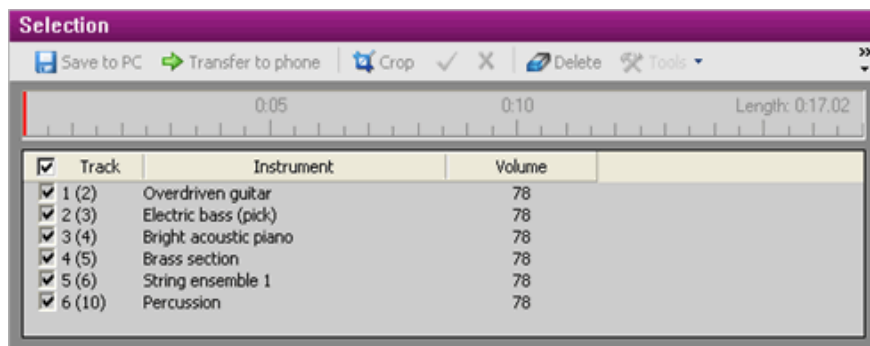 Selection
Save to PC Transfer to phone Crop Delete Tools
0:05 0:10 Length: 0:17.02
Track Instrument Volume
1 (2) Overdriven guitar 78
2 (3) Electric bass (pick) 78
3 (4) Bright acoustic piano 78
4 (5) Brass section 78
5 (6) String ensemble 1 78
6 (10) Percussion 78